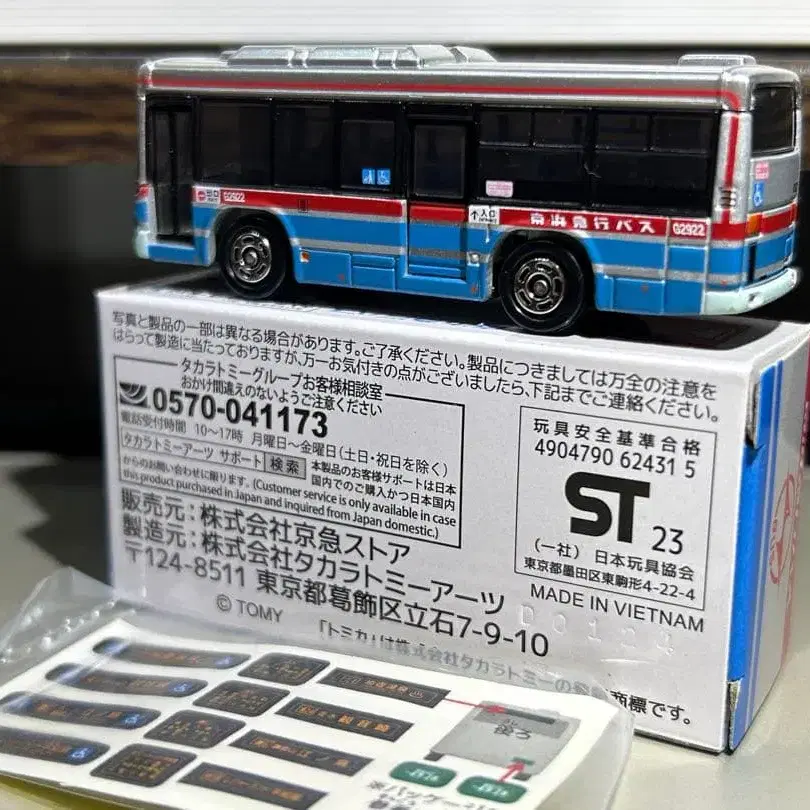 出口
G2922
入口
京浜急行バス
G2922
写真と製品の一部は異なる場合があります。ご了承ください。製品につきましては万全の注意を
はらって製造に当たっておりますが、万一お気付きの点がございましたら、下記までご連絡ください。
タカラトミーグループお客様相談室
おかけ間違えのないようご注意ください
0570-041173
電話受付時間 10～17時 月曜日～金曜日(土・日・祝日を除く)
タカラトミーアーツ サポート 検索
本製品のお客様サポートは日本
国内でのご購入かつ日本国内
からのお問い合わせに限ります。(Customer service is only available in case
this product purchased in Japan and inquired from Japan domestic.)
販売元：株式会社京急ストア
製造元：株式会社タカラトミーアーツ
〒124-8511 東京都葛飾区立石7-9-10
© TOMY
「トミカ」は株式会社タカラトミーの
商標です。
玩具安全基準合格
4904790 62431 5
ST 23
(一社) 日本玩具協会
東京都墨田区東駒形4-22-4
MADE IN VIETNAM
後ろ